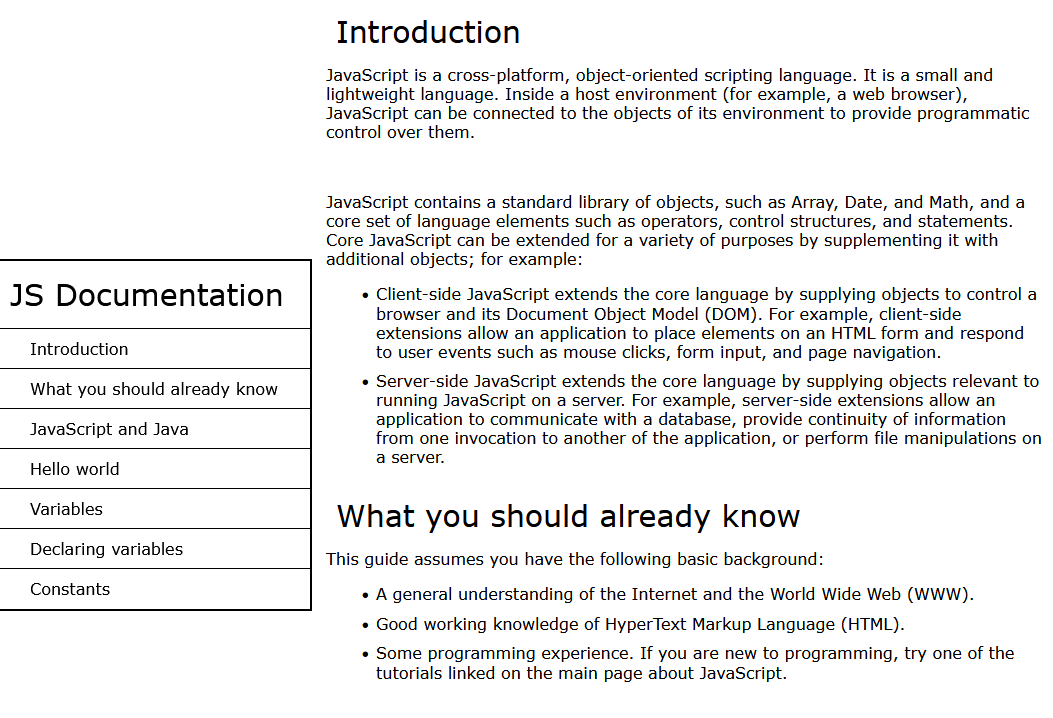 JS Documentation
Introduction
What you should already know
JavaScript and Java
Hello world
Variables
Declaring variables
Constants
Introduction
JavaScript is a cross-platform, object-oriented scripting language. It is a small and
lightweight language. Inside a host environment (for example, a web browser),
JavaScript can be connected to the objects of its environment to provide programmatic
control over them.
JavaScript contains a standard library of objects, such as Array, Date, and Math, and a
core set of language elements such as operators, control structures, and statements.
Core JavaScript can be extended for a variety of purposes by supplementing it with
additional objects; for example:
• Client-side JavaScript extends the core language by supplying objects to control a
browser and its Document Object Model (DOM). For example, client-side
extensions allow an application to place elements on an HTML form and respond
to user events such as mouse clicks, form input, and page navigation.
• Server-side JavaScript extends the core language by supplying objects relevant to
running JavaScript on a server. For example, server-side extensions allow an
application to communicate with a database, provide continuity of information
from one invocation to another of the application, or perform file manipulations on
a server.
What you should already know
This guide assumes you have the following basic background:
• A general understanding of the Internet and the World Wide Web (WWW).
• Good working knowledge of HyperText Markup Language (HTML).
• Some programming experience. If you are new to programming, try one of the
tutorials linked on the main page about JavaScript.